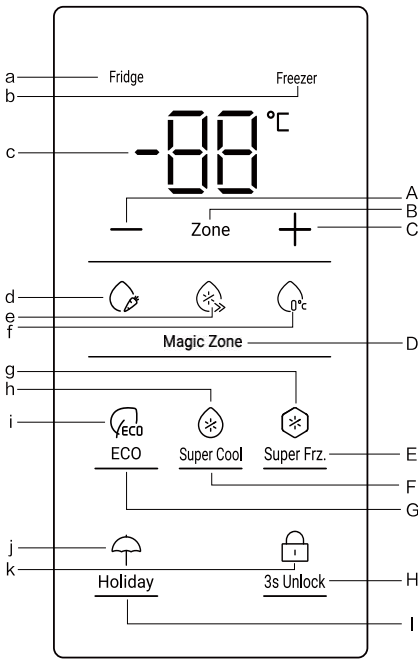 a Fridge
b Freezer
c -88 °C
A
B
Zone C
d
e
f 0°c
Magic Zone D
g
h
i ECO
ECO Super Cool Super Frz. E
F
G
j
k
Holiday 3s Unlock H
I